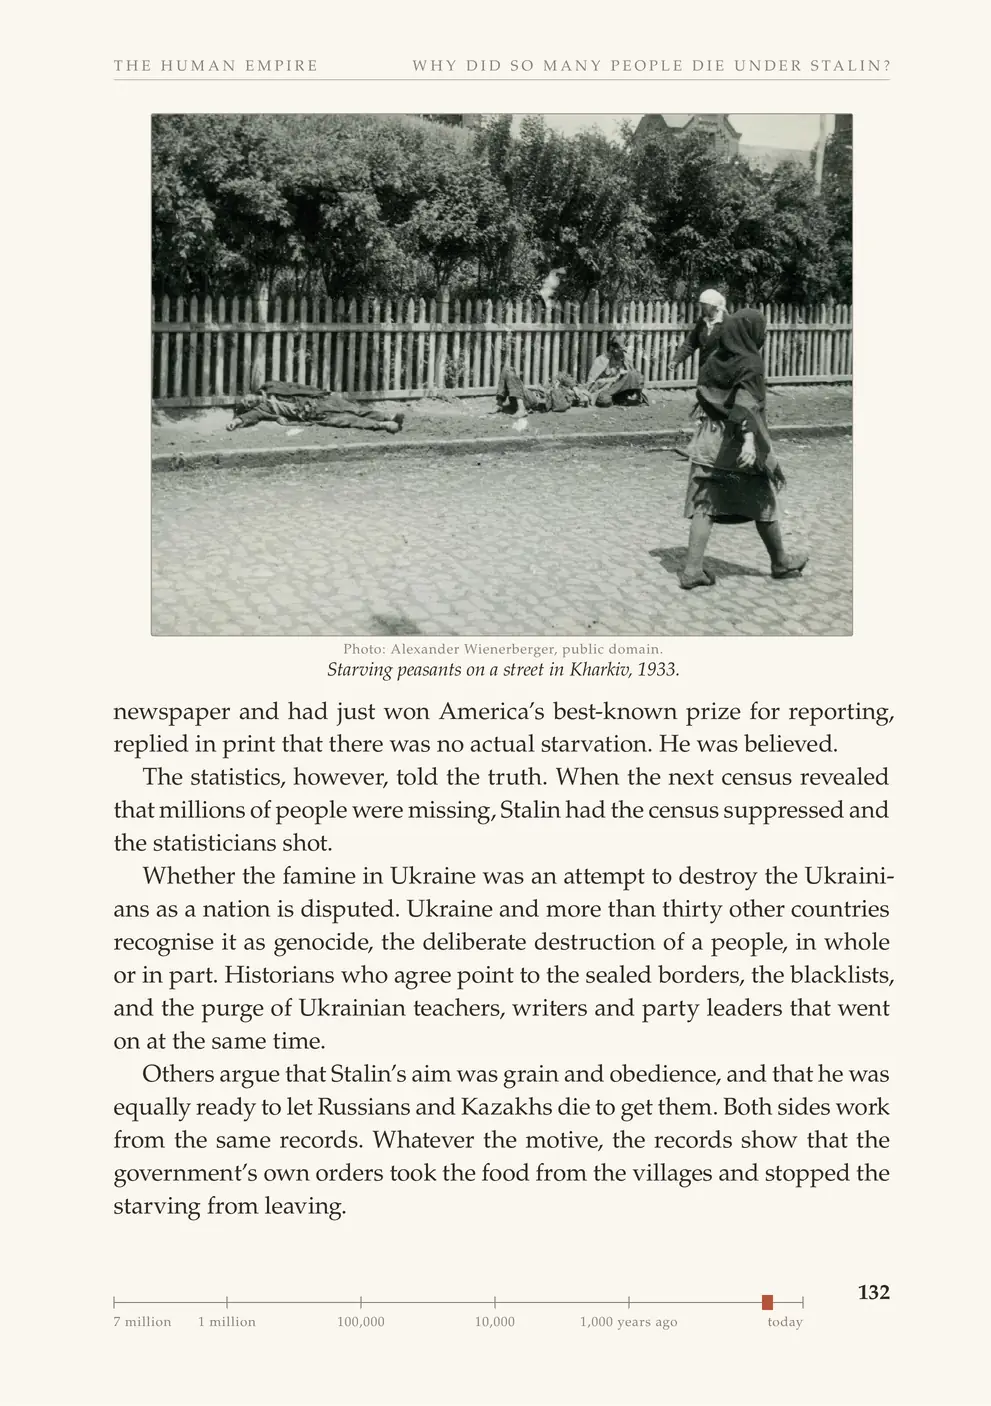 THE HUMAN EMPIRE
WHY DID SO MANY PEOPLE DIE UNDER STALIN?
Photo: Alexander Wienerberger, public domain.
Starving peasants on a street in Kharkiv, 1933.
newspaper and had just won America’s best-known prize for reporting,
replied in print that there was no actual starvation. He was believed.
The statistics, however, told the truth. When the next census revealed
that millions of people were missing, Stalin had the census suppressed and
the statisticians shot.
Whether the famine in Ukraine was an attempt to destroy the Ukraini-
ans as a nation is disputed. Ukraine and more than thirty other countries
recognise it as genocide, the deliberate destruction of a people, in whole
or in part. Historians who agree point to the sealed borders, the blacklists,
and the purge of Ukrainian teachers, writers and party leaders that went
on at the same time.
Others argue that Stalin’s aim was grain and obedience, and that he was
equally ready to let Russians and Kazakhs die to get them. Both sides work
from the same records. Whatever the motive, the records show that the
government’s own orders took the food from the villages and stopped the
starving from leaving.
132
7 million
1 million
100,000
10,000
1,000 years ago
today